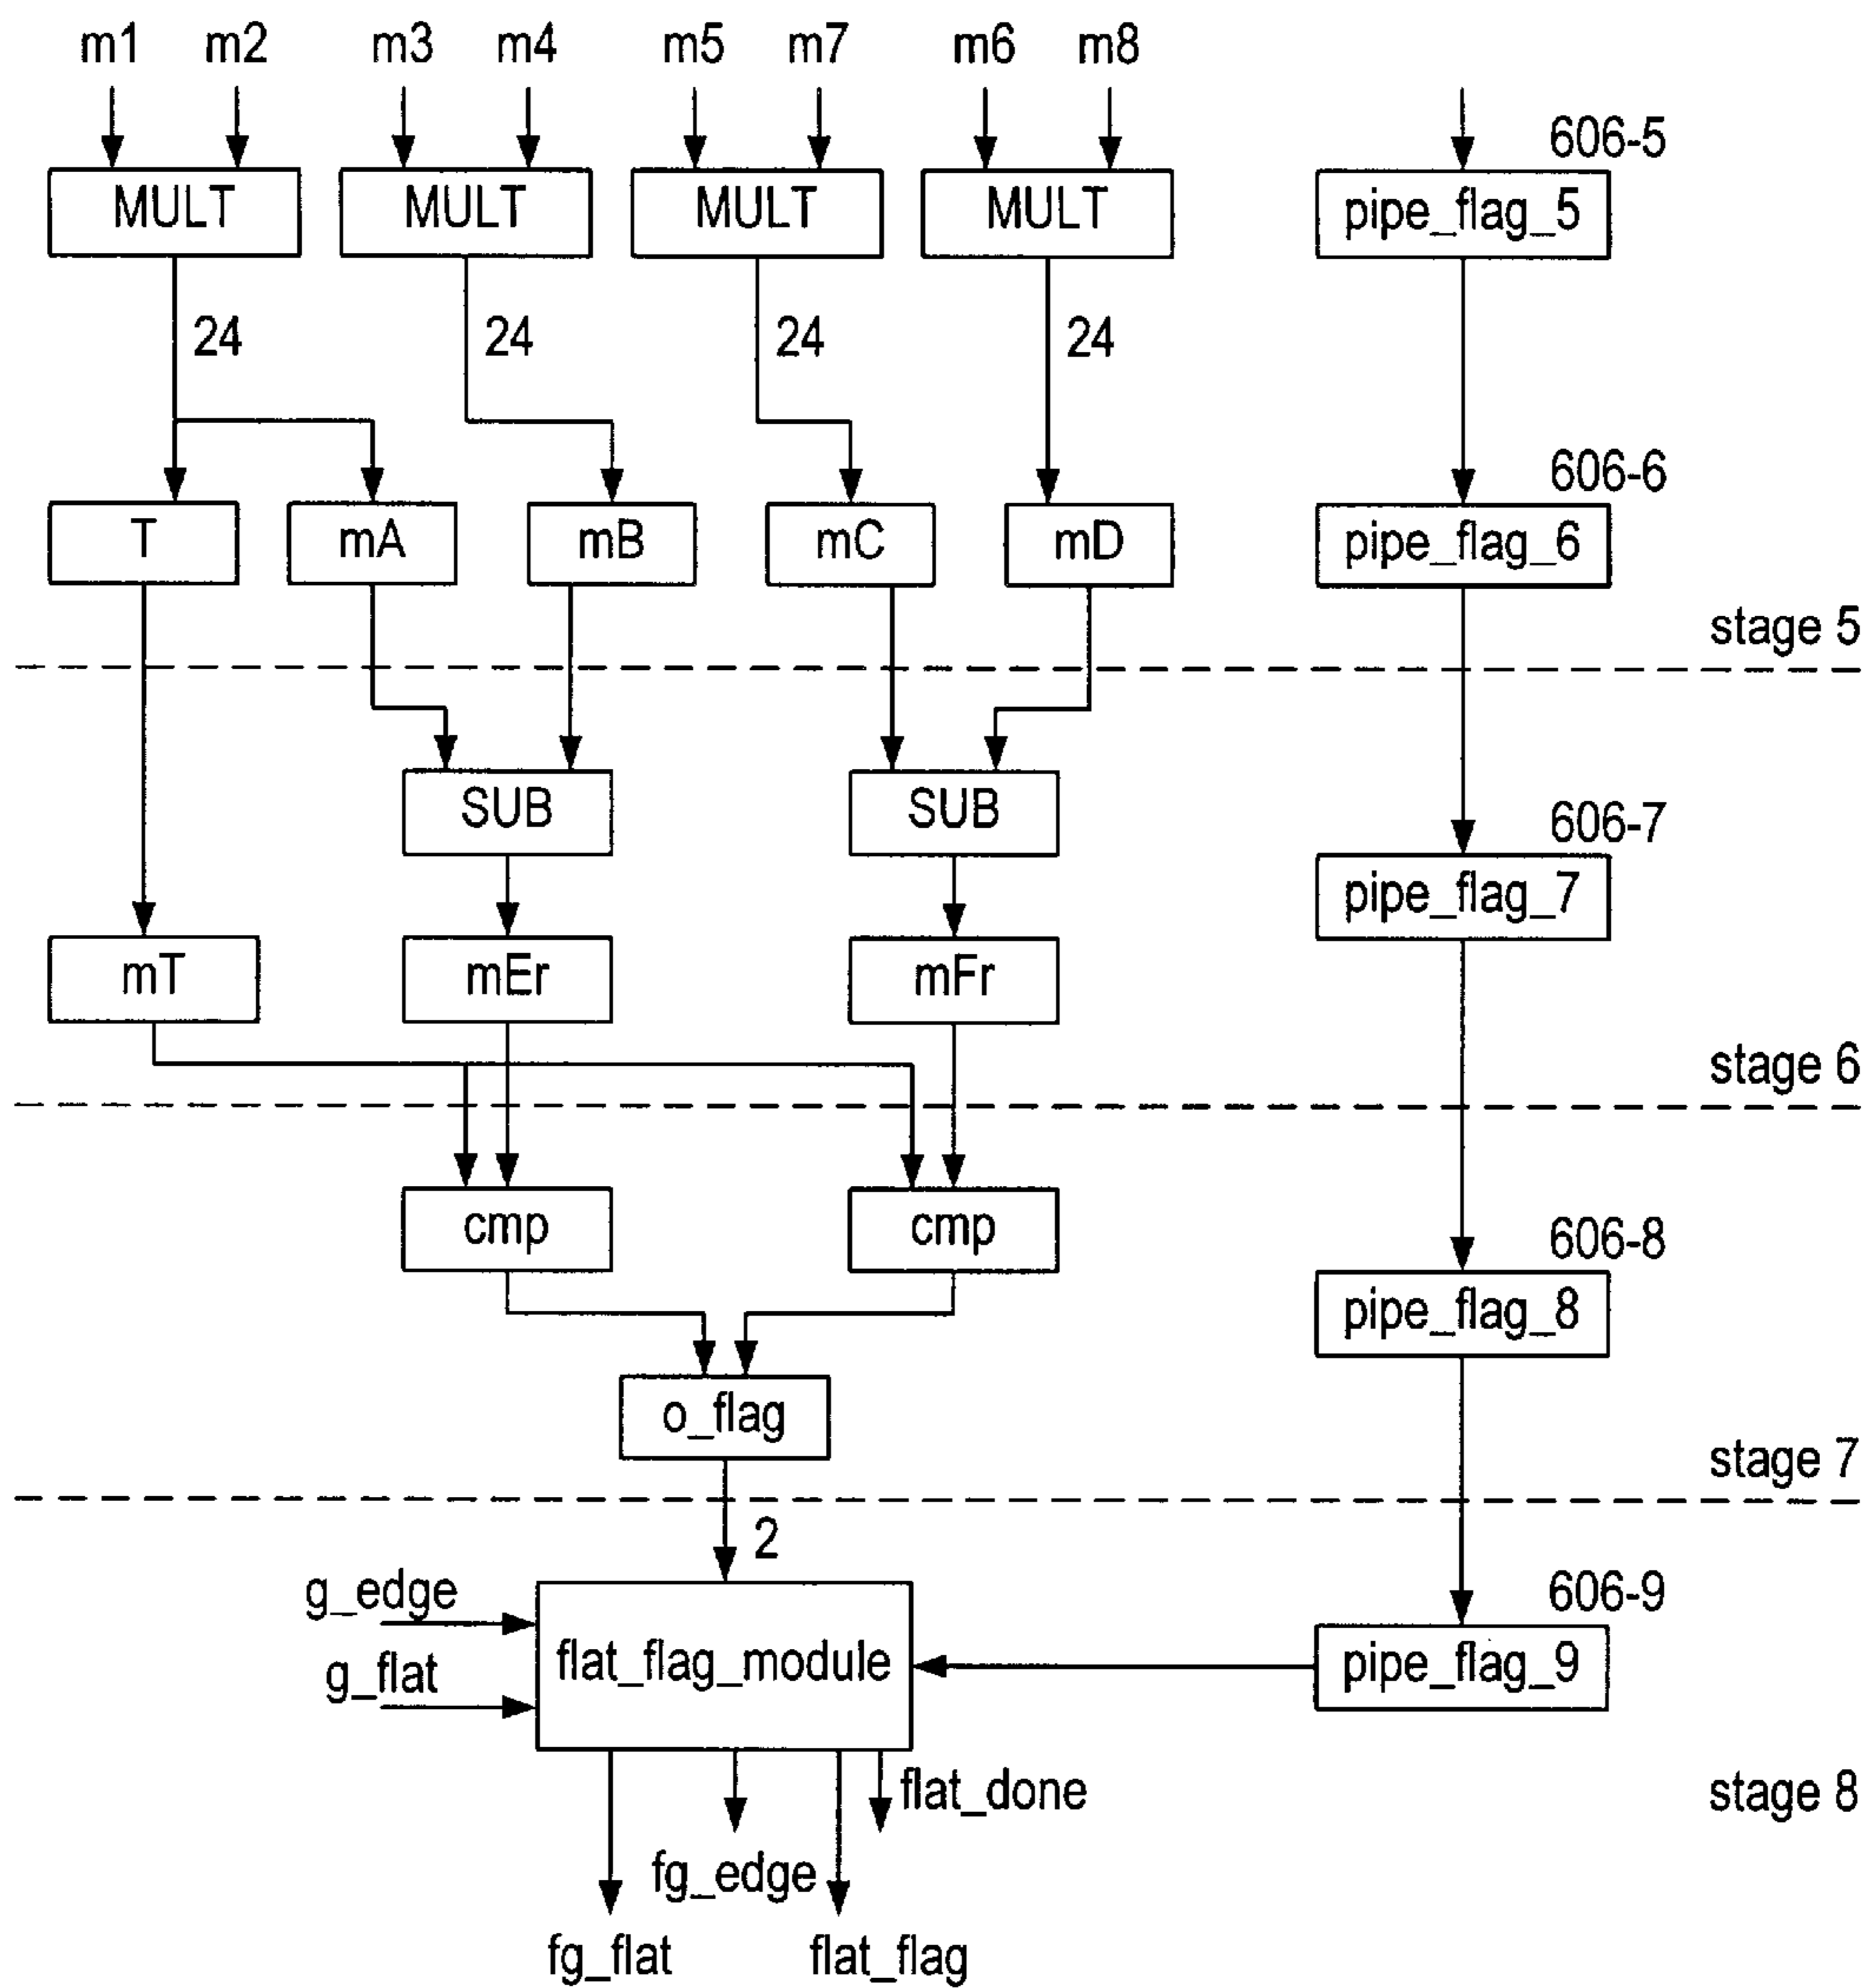 m1 m2 m3 m4 m5 m7 m6 m8
606-5
MULT MULT MULT MULT pipe_flag_5
24 24 24 24
606-6
T mA mB mC mD pipe_flag_6
stage 5
SUB SUB
606-7
pipe_flag_7
mT mEr mFr
stage 6
cmp cmp
606-8
pipe_flag_8
o_flag
stage 7
2
g_edge
606-9
flat_flag_module pipe_flag_9
g_flat
flat_done
stage 8
fg_edge
fg_flat flat_flag